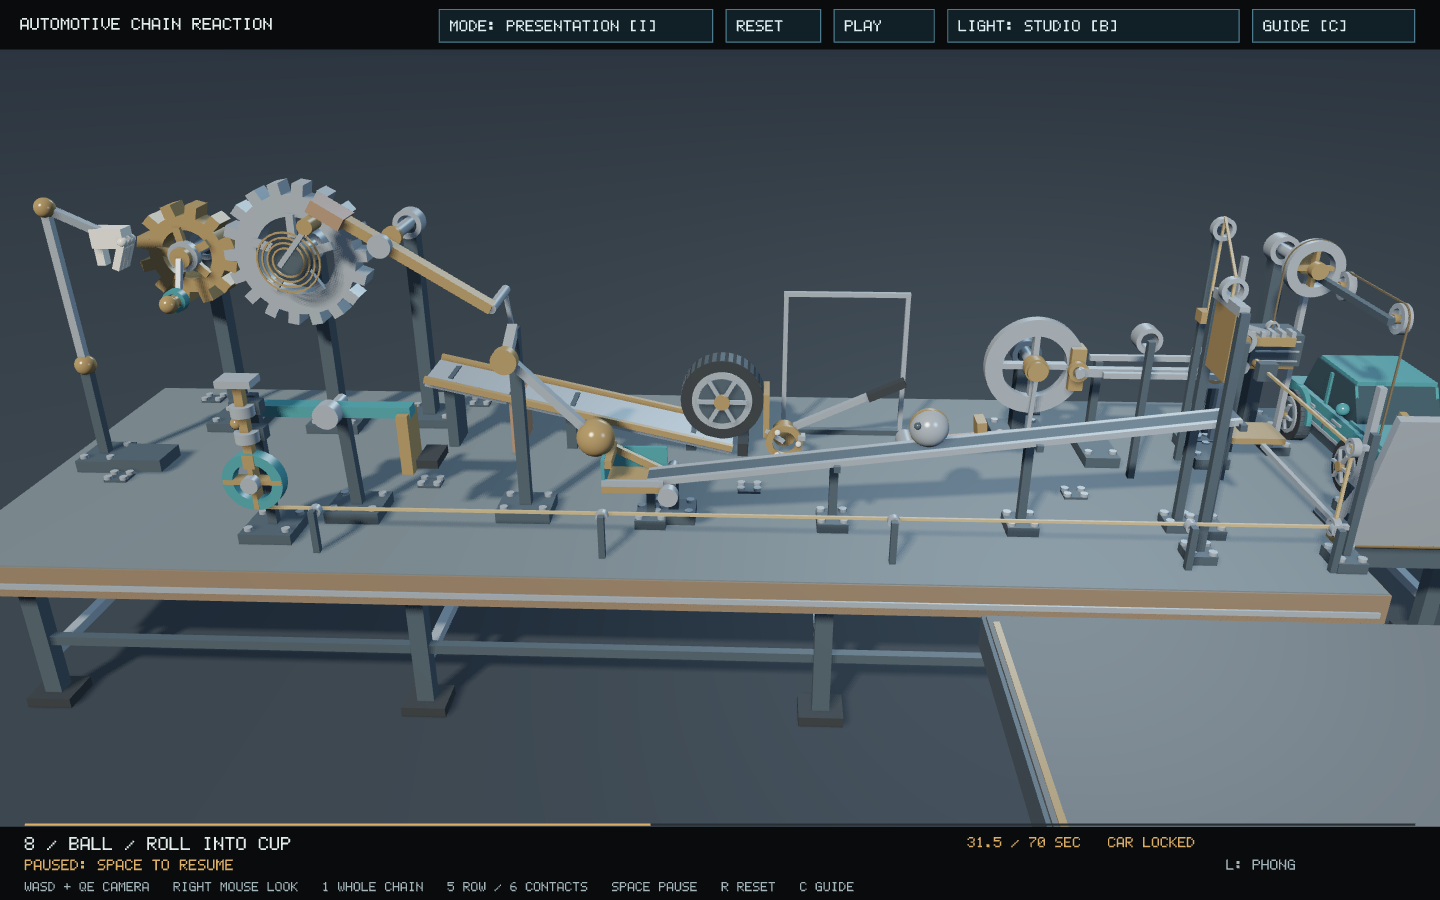 AUTOMOTIVE CHAIN REACTION
MODE: PRESENTATION [I]
RESET
PLAY
LIGHT: STUDIO [B]
GUIDE [C]
8 / BALL / ROLL INTO CUP
31.5 / 70 SEC CAR LOCKED
PAUSED: SPACE TO RESUME
L: PHONG
WASD + QE CAMERA RIGHT MOUSE LOOK 1 WHOLE CHAIN 5 ROW / 6 CONTACTS SPACE PAUSE R RESET C GUIDE